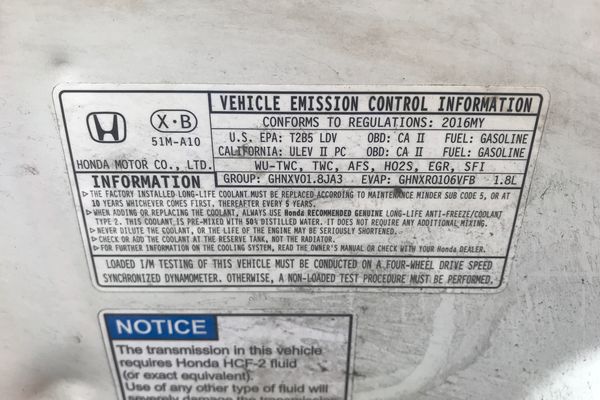 X-B
51M-A10
HONDA MOTOR CO., LTD.
VEHICLE EMISSION CONTROL INFORMATION
CONFORMS TO REGULATIONS: 2016MY
U.S. EPA: T2B5 LDV OBD: CA II FUEL: GASOLINE
CALIFORNIA: ULEV II PC OBD: CA II FUEL: GASOLINE
WU-TWC, TWC, AFS, HO2S, EGR, SFI
GROUP: GHNXV01.8JA3 EVAP: GHNXR0106VFB 1.8L
INFORMATION
▷THE FACTORY INSTALLED LONG-LIFE COOLANT MUST BE REPLACED ACCORDING TO MAINTENANCE MINDER SUB CODE 5, OR AT
10 YEARS WHICHEVER COMES FIRST, THEREAFTER EVERY 5 YEARS.
▷WHEN ADDING OR REPLACING THE COOLANT, ALWAYS USE Honda RECOMMENDED GENUINE LONG-LIFE ANTI-FREEZE/COOLANT
TYPE 2. THIS COOLANT IS PRE-MIXED WITH 50% DISTILLED WATER. IT DOES NOT REQUIRE ANY ADDITIONAL MIXING.
▷NEVER DILUTE THE COOLANT, OR THE LIFE OF THE ENGINE MAY BE SERIOUSLY SHORTENED.
▷CHECK OR ADD THE COOLANT AT THE RESERVE TANK, NOT THE RADIATOR.
▷FOR FURTHER INFORMATION ON THE COOLING SYSTEM, READ THE OWNER'S MANUAL OR CHECK WITH YOUR Honda DEALER.
LOADED I/M TESTING OF THIS VEHICLE MUST BE CONDUCTED ON A FOUR-WHEEL DRIVE SPEED
SYNCHRONIZED DYNAMOMETER. OTHERWISE, A NON-LOADED TEST PROCEDURE MUST BE PERFORMED.
NOTICE
The transmission in this vehicle
requires Honda HCF-2 fluid
(or exact equivalent).
Use of any other type of fluid will
severely damage the transmission